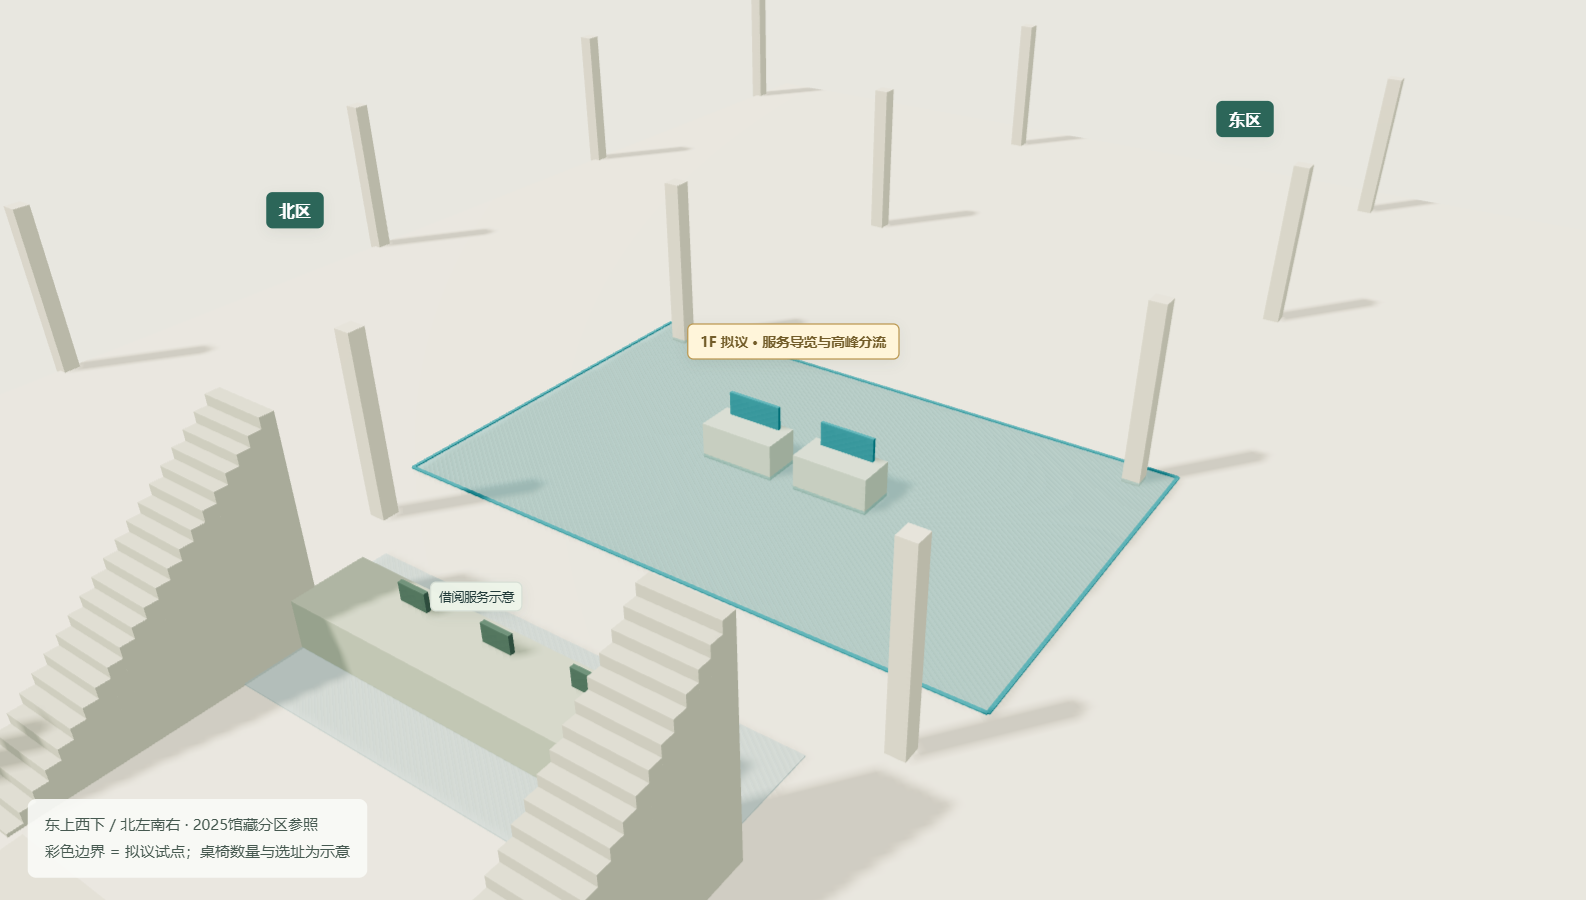 东区
北区
1F 拟议 • 服务导览与高峰分流
借阅服务示意
东上西下 / 北左南右 · 2025馆藏分区参照
彩色边界 = 拟议试点；桌椅数量与选址为示意